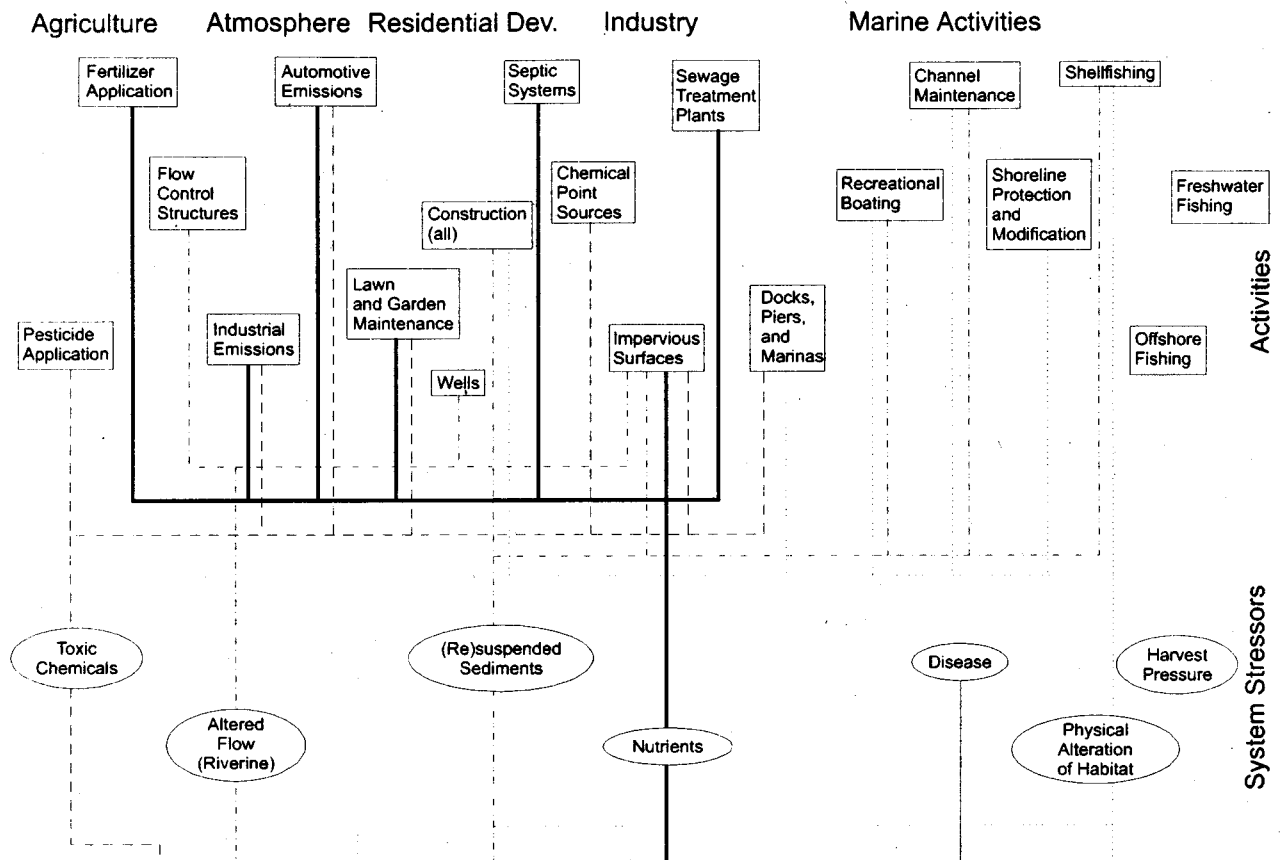 Agriculture
Atmosphere
Residential Dev.
Industry
Marine Activities
Fertilizer
Application
Automotive
Emissions
Septic
Systems
Sewage
Treatment
Plants
Channel
Maintenance
Shellfishing
Flow
Control
Structures
Construction
(all)
Chemical
Point
Sources
Recreational
Boating
Shoreline
Protection
and
Modification
Freshwater
Fishing
Pesticide
Application
Industrial
Emissions
Lawn
and Garden
Maintenance
Wells
Impervious
Surfaces
Docks,
Piers,
and
Marinas
Offshore
Fishing
Activities
Toxic
Chemicals
Altered
Flow
(Riverine)
(Re)suspended
Sediments
Nutrients
Disease
Physical
Alteration
of Habitat
Harvest
Pressure
System Stressors